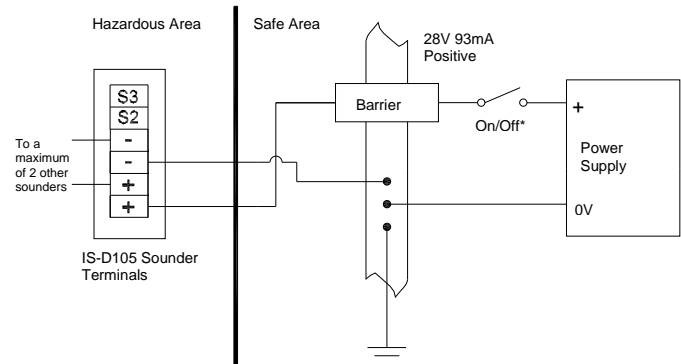 Hazardous Area
Safe Area
28V 93mA
Positive
Barrier
On/Off*
+
Power
Supply
0V
S3
S2
-
-
+
+
To a
maximum
of 2 other
sounders
IS-D105 Sounder
Terminals